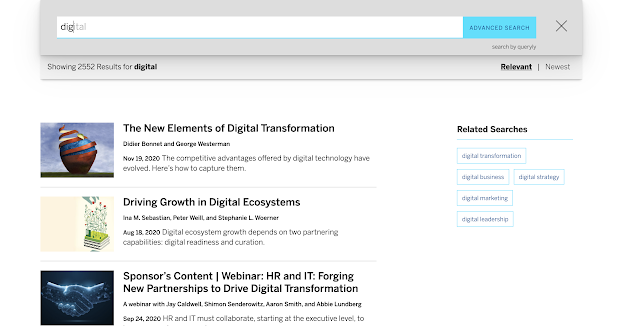 digital
ADVANCED SEARCH
search by queryly
Showing 2552 Results for digital
Relevant | Newest
The New Elements of Digital Transformation
Didier Bonnet and George Westerman
Nov 19, 2020 The competitive advantages offered by digital technology have
evolved. Here's how to capture them.
Driving Growth in Digital Ecosystems
Ina M. Sebastian, Peter Weill, and Stephanie L. Woerner
Aug 18, 2020 Digital ecosystem growth depends on two partnering
capabilities: digital readiness and curation.
Sponsor's Content | Webinar: HR and IT: Forging
New Partnerships to Drive Digital Transformation
A webinar with Jay Caldwell, Shimon Senderowitz, Aaron Smith, and Abbie Lundberg
Sep 24, 2020 HR and IT must collaborate, starting at the executive level, to
Related Searches
digital transformation
digital business
digital strategy
digital marketing
digital leadership